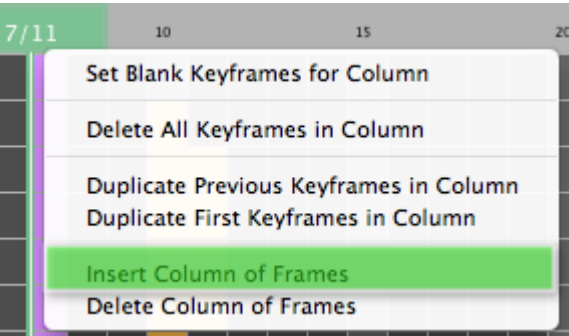 7/11 10 15 20
Set Blank Keyframes for Column
Delete All Keyframes in Column
Duplicate Previous Keyframes in Column
Duplicate First Keyframes in Column
Insert Column of Frames
Delete Column of Frames